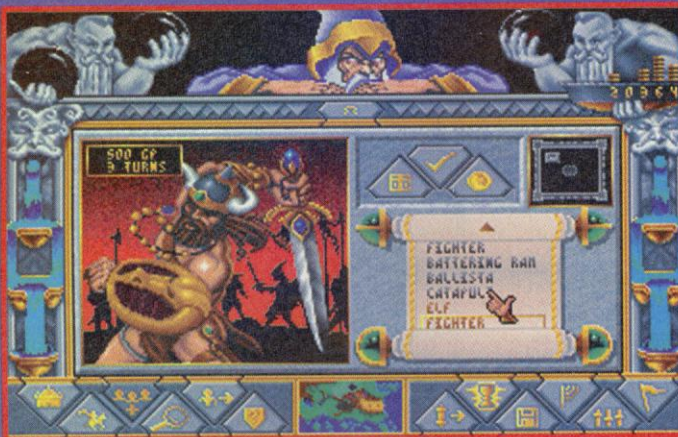 20364
500 GP
3 TURNS
FIGHTER
BATTERING RAM
BALLISTA
CATAPULT
ELF
FIGHTER